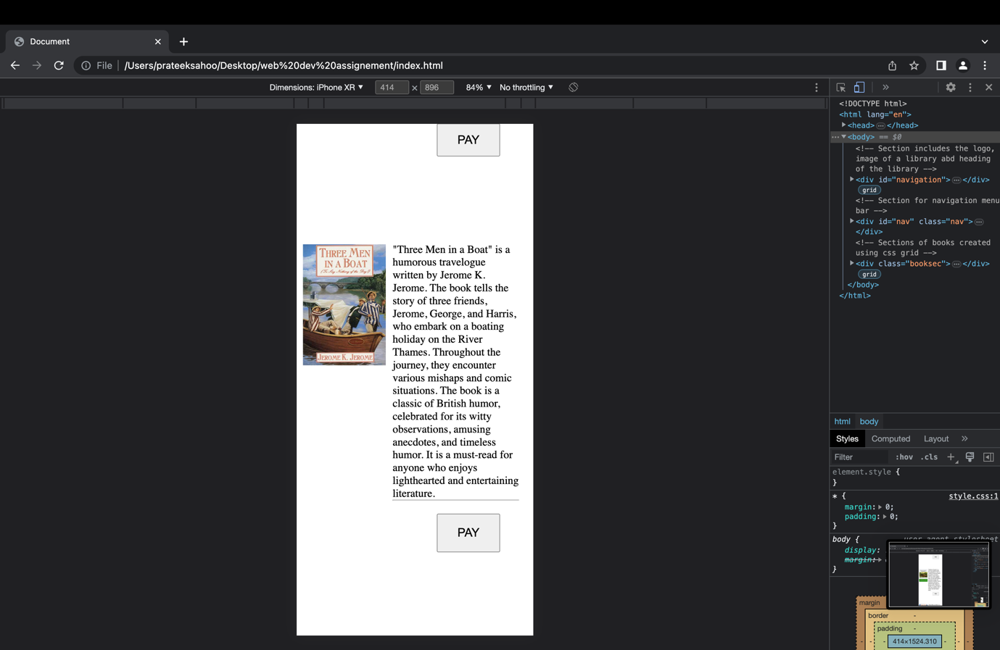 Document
File
/Users/prateeksahoo/Desktop/web%20dev%20assignement/index.html
Dimensions: iPhone XR ▼ 414 × 896 84% ▼ No throttling ▼
PAY
THREE MEN
IN A BOAT
(To Say Nothing of the Dog!)
JEROME K. JEROME
"Three Men in a Boat" is a
humorous travelogue
written by Jerome K.
Jerome. The book tells the
story of three friends,
Jerome, George, and Harris,
who embark on a boating
holiday on the River
Thames. Throughout the
journey, they encounter
various mishaps and comic
situations. The book is a
classic of British humor,
celebrated for its witty
observations, amusing
anecdotes, and timeless
humor. It is a must-read for
anyone who enjoys
lighthearted and entertaining
literature.
PAY
<!DOCTYPE html>
<html lang="en">
<head> … </head>
<body> == $0
<!-- Section includes the logo,
image of a library abd heading
of the library -->
<div id="navigation"> … </div>
grid
<!-- Section for navigation menu
bar -->
<div id="nav" class="nav"> …
</div>
<!-- Sections of books created
using css grid -->
<div class="booksec"> … </div>
grid
</body>
</html>
html body
Styles Computed Layout »
Filter :hov .cls
element.style {
}
* { style.css:1
margin: 0;
padding: 0;
}
body { user agent stylesheet
display:
margin:
}
margin
border -
padding -
414×1524.310